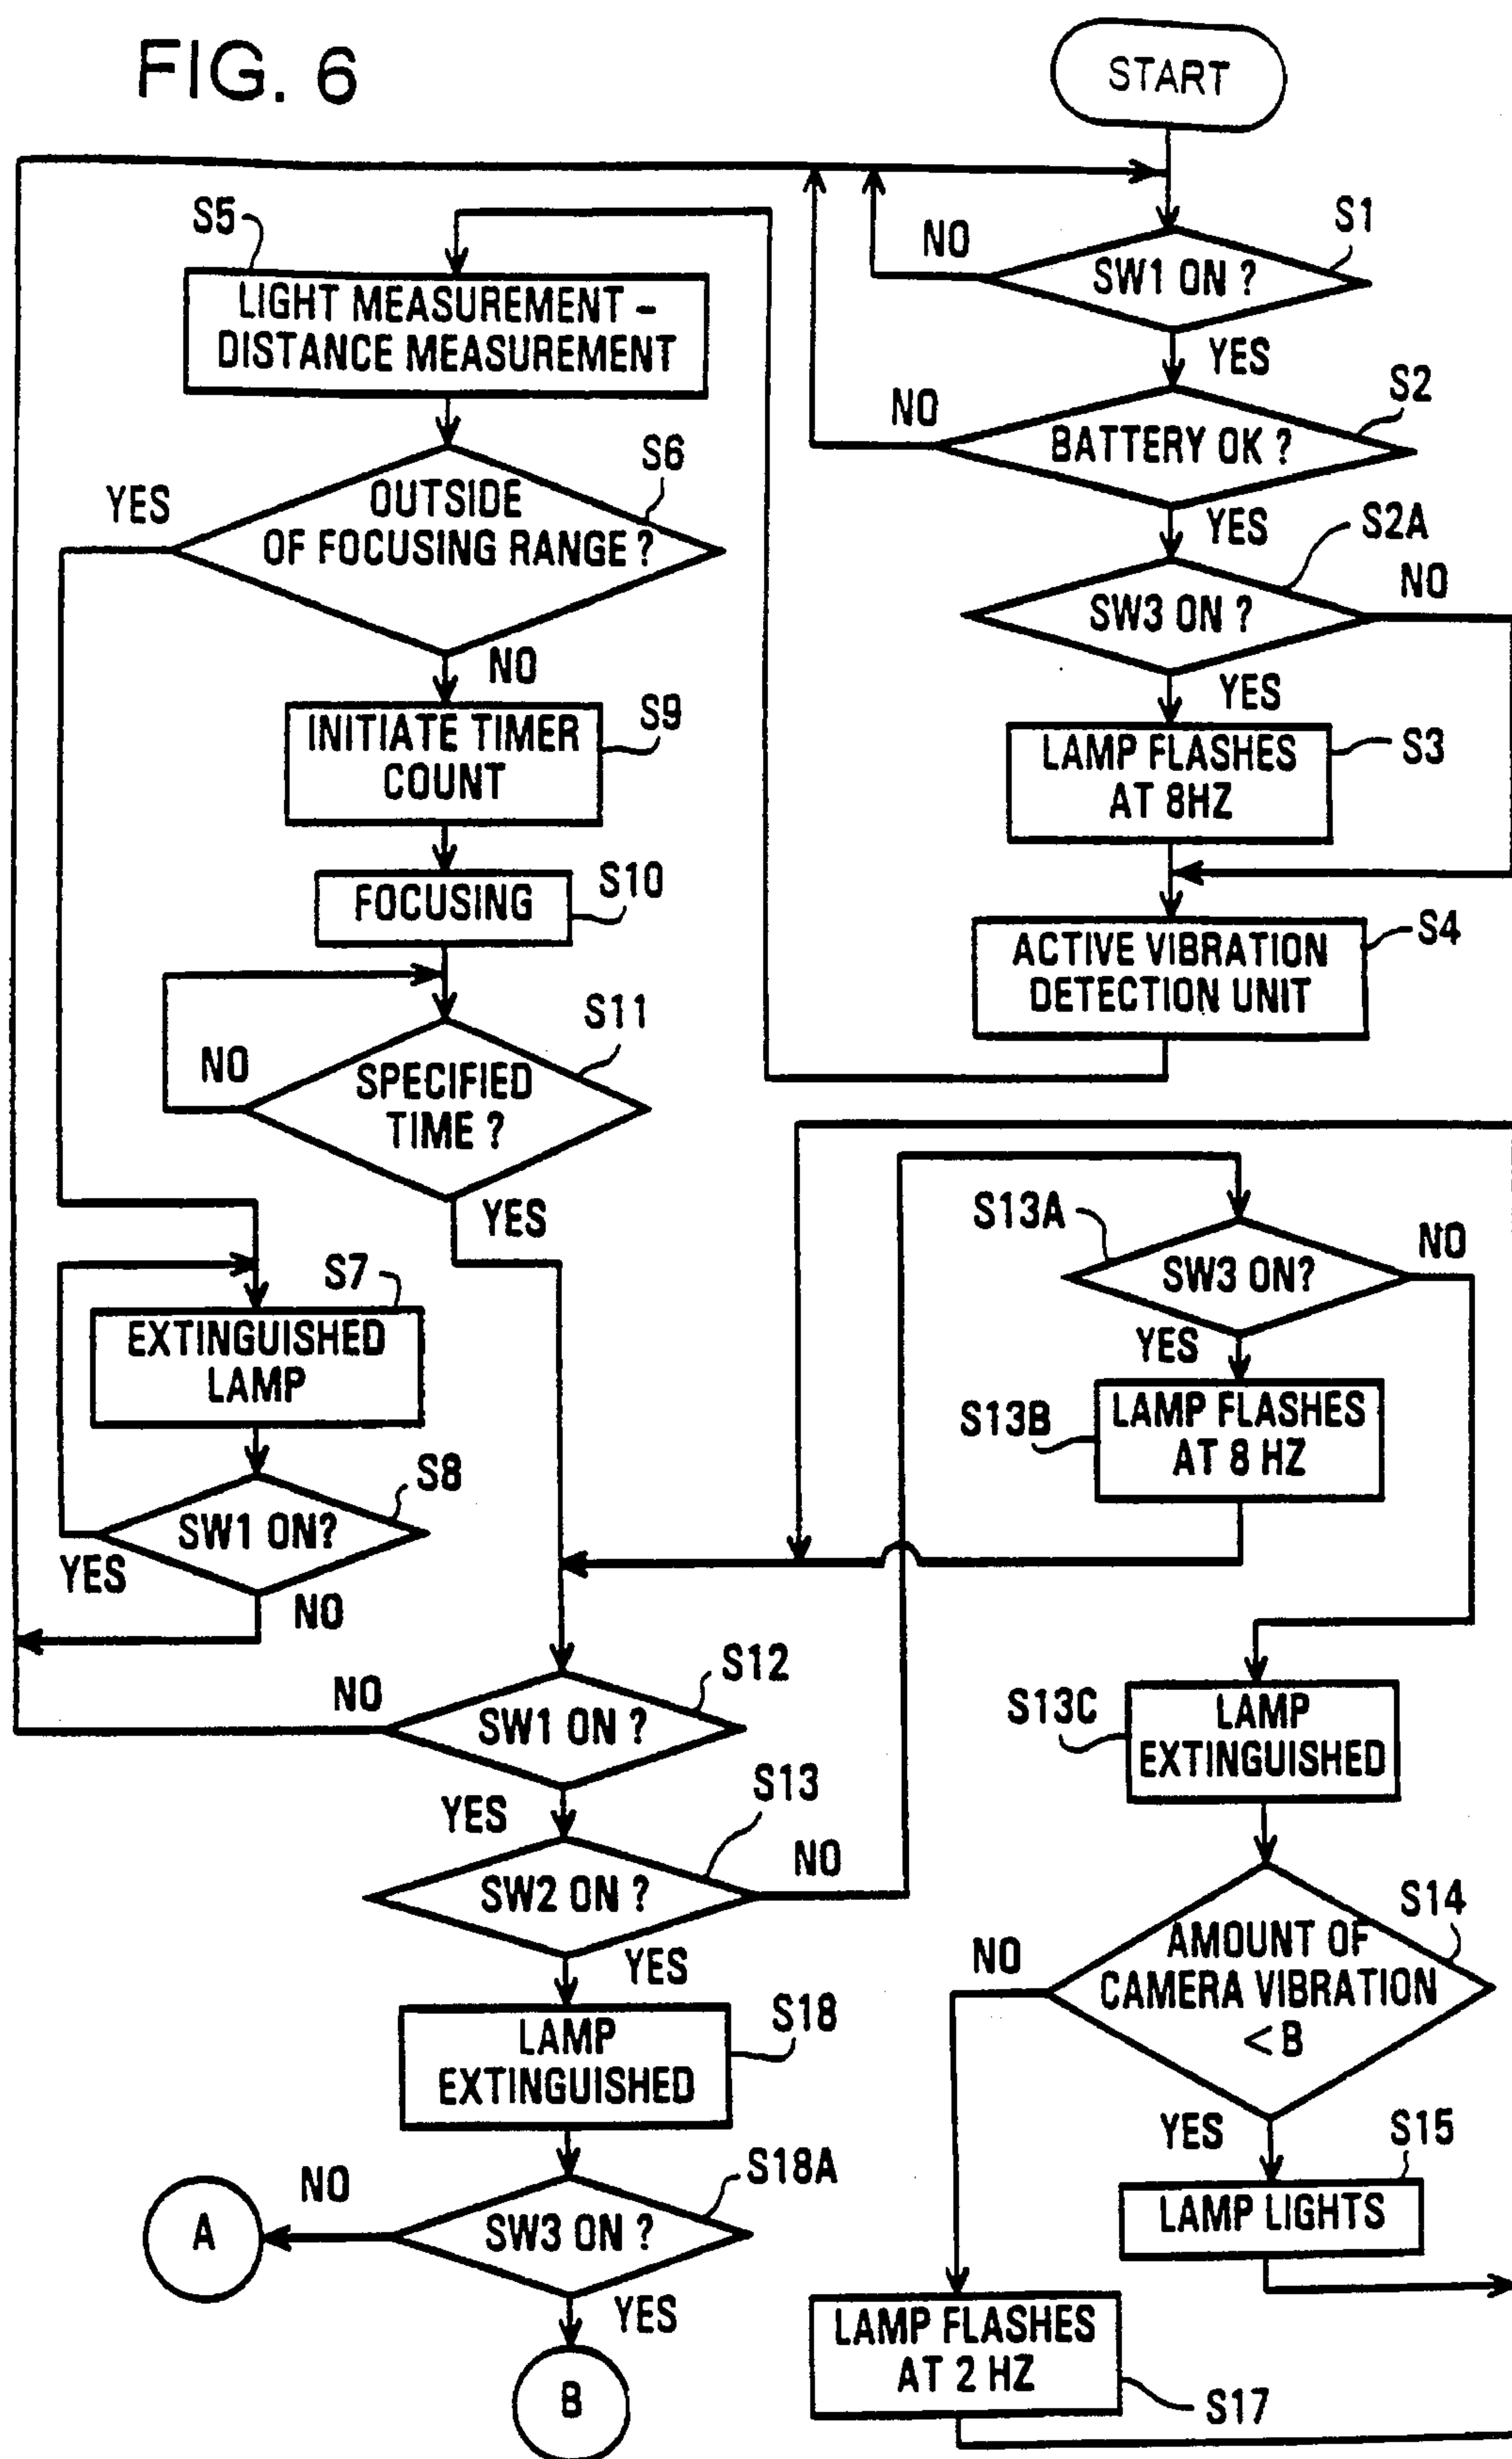 FIG. 6
START
S1
SW1 ON ?
NO
YES
S2
BATTERY OK ?
NO
YES
S2A
SW3 ON ?
NO
YES
S3
LAMP FLASHES
AT 8HZ
S4
ACTIVE VIBRATION
DETECTION UNIT
S5
LIGHT MEASUREMENT –
DISTANCE MEASUREMENT
S6
OUTSIDE
OF FOCUSING RANGE ?
YES
NO
S9
INITIATE TIMER
COUNT
S10
FOCUSING
S11
SPECIFIED
TIME ?
NO
YES
S7
EXTINGUISHED
LAMP
S8
SW1 ON?
YES
NO
S12
SW1 ON ?
NO
YES
S13
SW2 ON ?
NO
YES
S13A
SW3 ON?
NO
YES
S13B
LAMP FLASHES
AT 8 HZ
S13C
LAMP
EXTINGUISHED
S14
AMOUNT OF
CAMERA VIBRATION
< B
NO
YES
S15
LAMP LIGHTS
LAMP FLASHES
AT 2 HZ
S17
S18
LAMP
EXTINGUISHED
S18A
SW3 ON ?
NO
A
YES
B